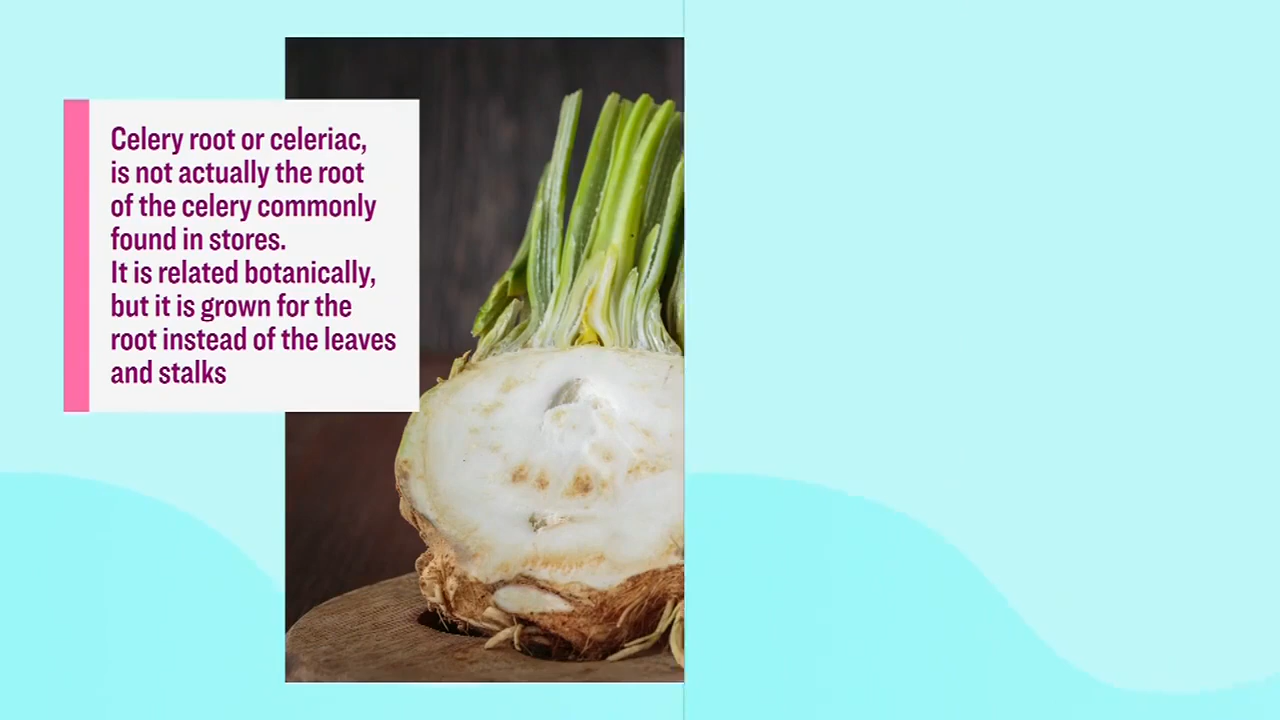 Celery root or celeriac,
is not actually the root
of the celery commonly
found in stores.
It is related botanically,
but it is grown for the
root instead of the leaves
and stalks